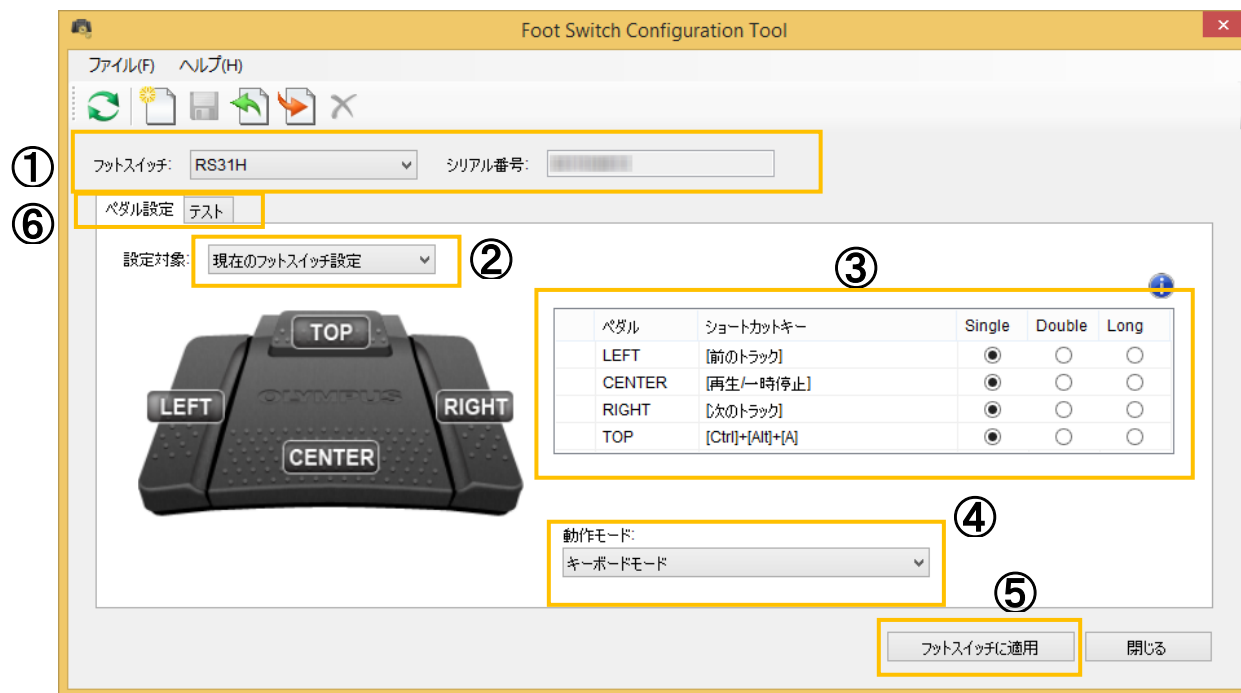 Foot Switch Configuration Tool
ファイル(F) ヘルプ(H)
① フットスイッチ: RS31H シリアル番号:
⑥ ペダル設定 テスト
設定対象: 現在のフットスイッチ設定 ②
③
TOP
LEFT
OLYMPUS
RIGHT
CENTER
ペダル ショートカットキー Single Double Long
LEFT [前のトラック]
CENTER [再生/一時停止]
RIGHT [次のトラック]
TOP [Ctrl]+[Alt]+[A]
④
動作モード:
キーボードモード
⑤
フットスイッチに適用 閉じる